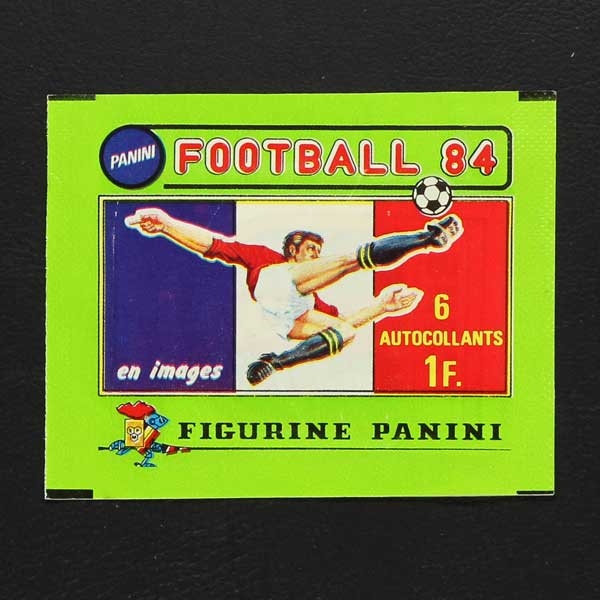 PANINI
FOOTBALL 84
6
AUTOCOLLANTS
1F.
en images
FIGURINE PANINI